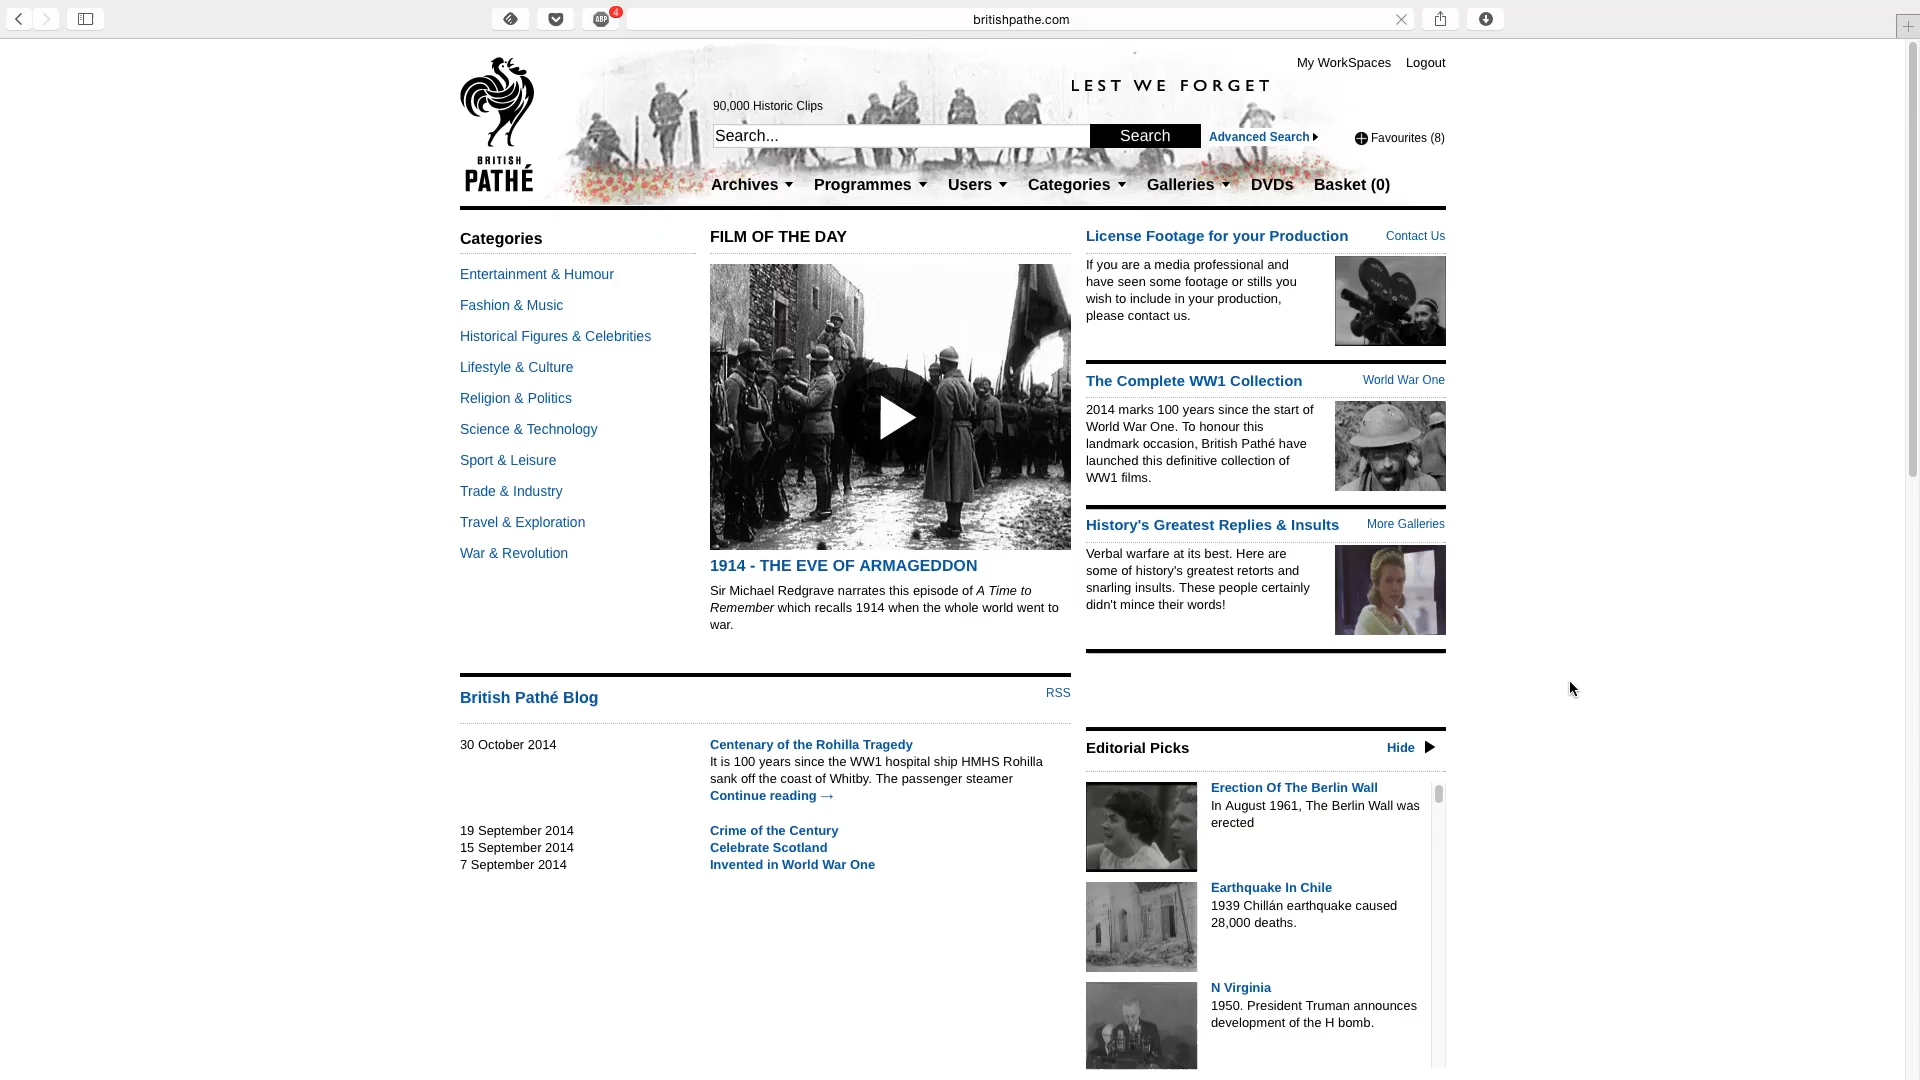 ABP
4
britishpathe.com
BRITISH
PATHÉ
My WorkSpaces Logout
LEST WE FORGET
90,000 Historic Clips
Search...
Search
Advanced Search
Favourites (8)
Archives Programmes Users Categories Galleries DVDs Basket (0)
Categories
Entertainment & Humour
Fashion & Music
Historical Figures & Celebrities
Lifestyle & Culture
Religion & Politics
Science & Technology
Sport & Leisure
Trade & Industry
Travel & Exploration
War & Revolution
FILM OF THE DAY
1914 - THE EVE OF ARMAGEDDON
Sir Michael Redgrave narrates this episode of A Time to
Remember which recalls 1914 when the whole world went to
war.
License Footage for your Production Contact Us
If you are a media professional and
have seen some footage or stills you
wish to include in your production,
please contact us.
The Complete WW1 Collection World War One
2014 marks 100 years since the start of
World War One. To honour this
landmark occasion, British Pathé have
launched this definitive collection of
WW1 films.
History's Greatest Replies & Insults More Galleries
Verbal warfare at its best. Here are
some of history's greatest retorts and
snarling insults. These people certainly
didn't mince their words!
British Pathé Blog RSS
30 October 2014 Centenary of the Rohilla Tragedy
It is 100 years since the WW1 hospital ship HMHS Rohilla
sank off the coast of Whitby. The passenger steamer
Continue reading →
19 September 2014 Crime of the Century
15 September 2014 Celebrate Scotland
7 September 2014 Invented in World War One
Editorial Picks Hide
Erection Of The Berlin Wall
In August 1961, The Berlin Wall was
erected
Earthquake In Chile
1939 Chillán earthquake caused
28,000 deaths.
N Virginia
1950. President Truman announces
development of the H bomb.